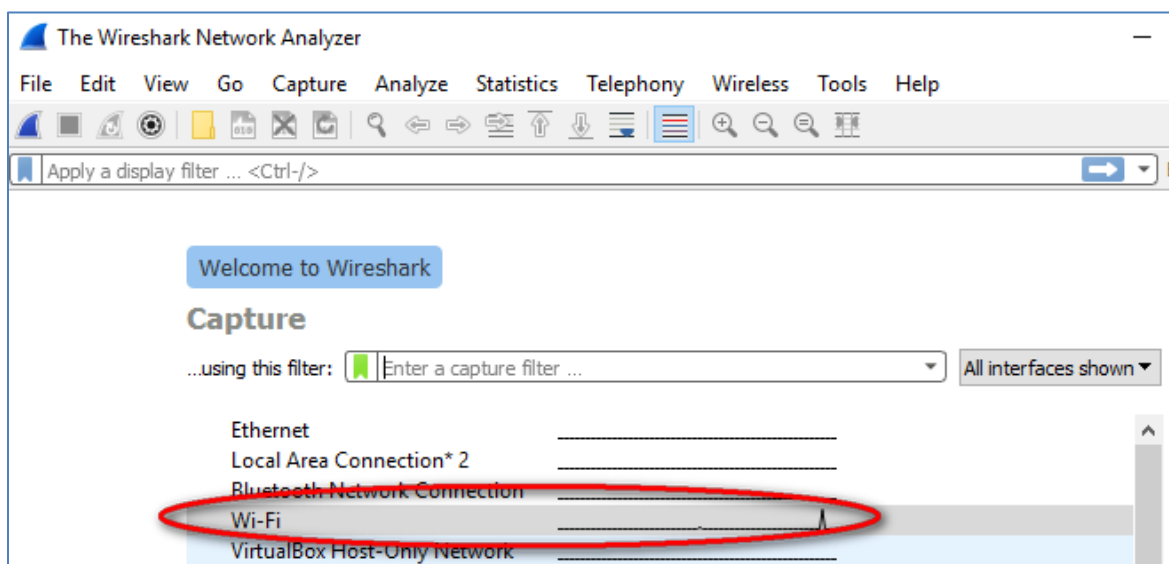 The Wireshark Network Analyzer
File Edit View Go Capture Analyze Statistics Telephony Wireless Tools Help
Apply a display filter ... <Ctrl-/>
Welcome to Wireshark
Capture
...using this filter: Enter a capture filter ... All interfaces shown
Ethernet
Local Area Connection* 2
Bluetooth Network Connection
Wi-Fi
VirtualBox Host-Only Network